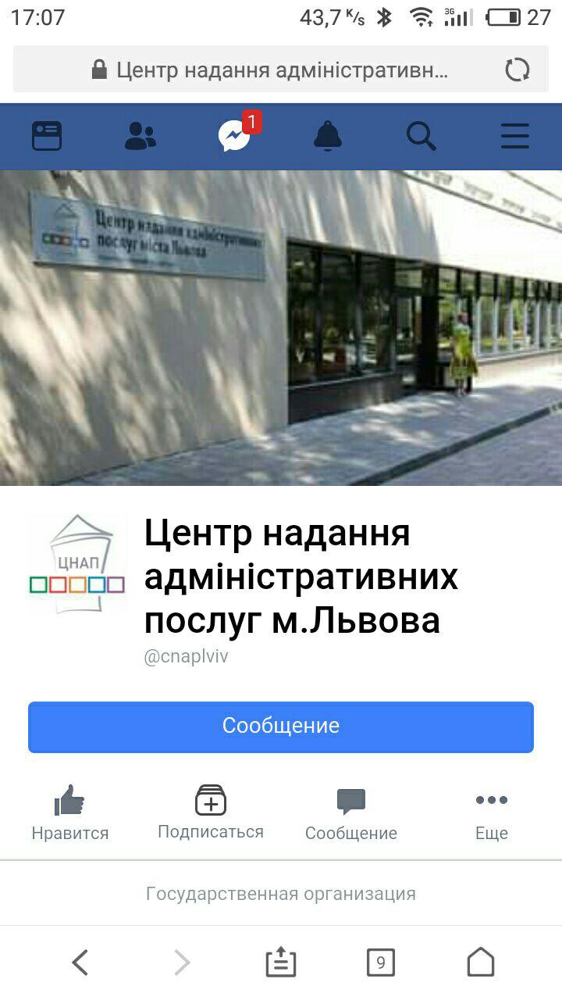 17:07 43,7 K/s 3G 27
Центр надання адміністративн...
1
Центр надання адміністративних
послуг міста Львова
ЦНАП
Центр надання
адміністративних
послуг м.Львова
@cnaplviv
Сообщение
Нравится Подписаться Сообщение Еще
Государственная организация
9